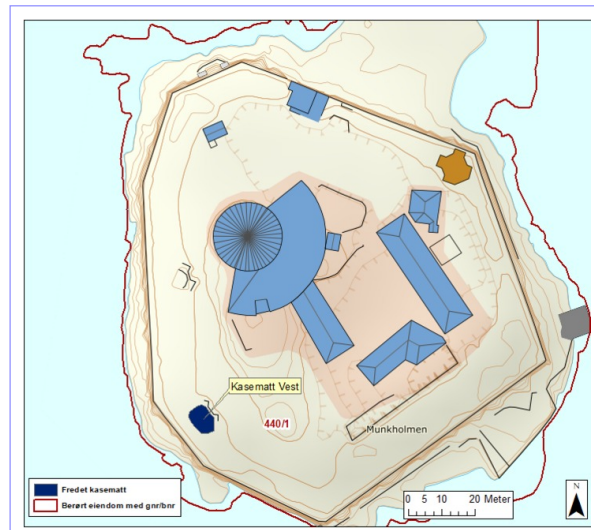 Kasematt Vest
440/1
Munkholmen
Fredet kasematt
Berørt eiendom med gnr/bnr
0 5 10 20 Meter
N